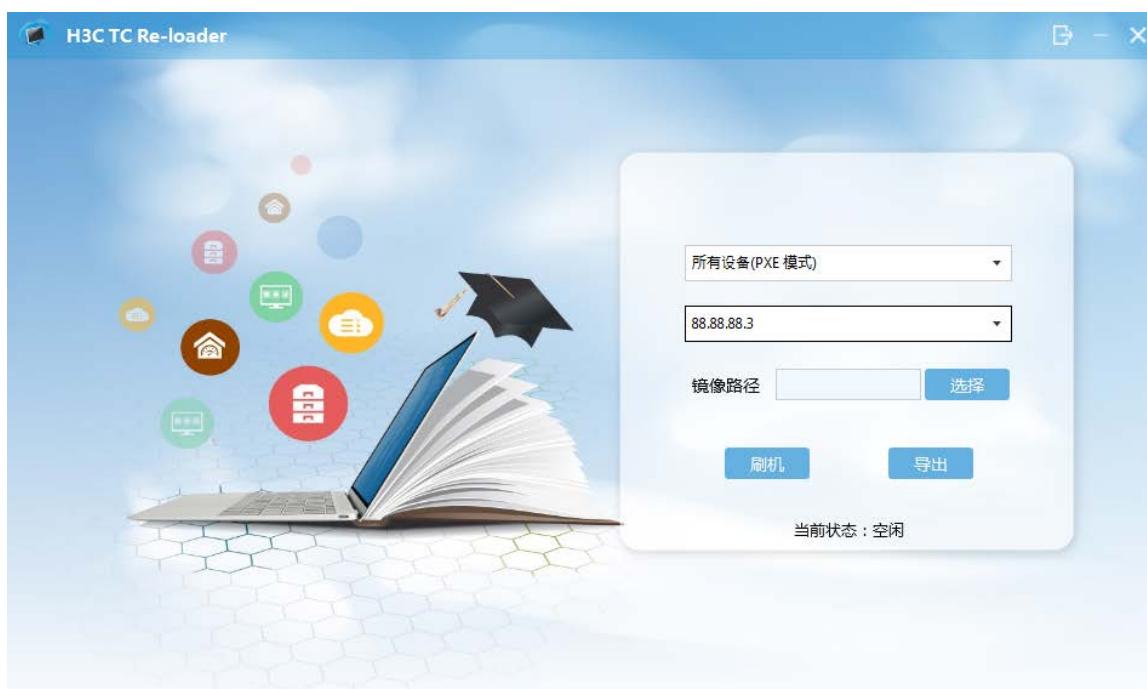 H3C TC Re-loader
所有设备(PXE 模式)
88.88.88.3
镜像路径 选择
刷机 导出
当前状态：空闲